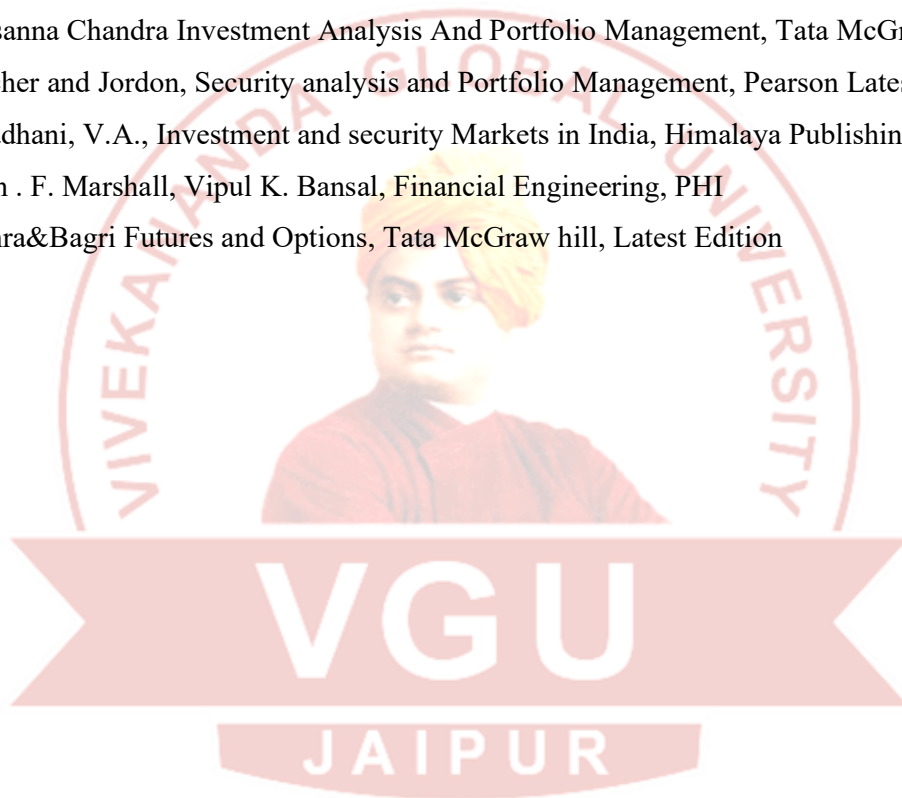 sanna Chandra Investment Analysis And Portfolio Management, Tata McGr
her and Jordon, Security analysis and Portfolio Management, Pearson Lates
dhani, V.A., Investment and security Markets in India, Himalaya Publishin
n . F. Marshall, Vipul K. Bansal, Financial Engineering, PHI
ra&Bagri Futures and Options, Tata McGraw hill, Latest Edition
VIVEKANANDA GLOBAL UNIVERSITY
VGU
JAIPUR